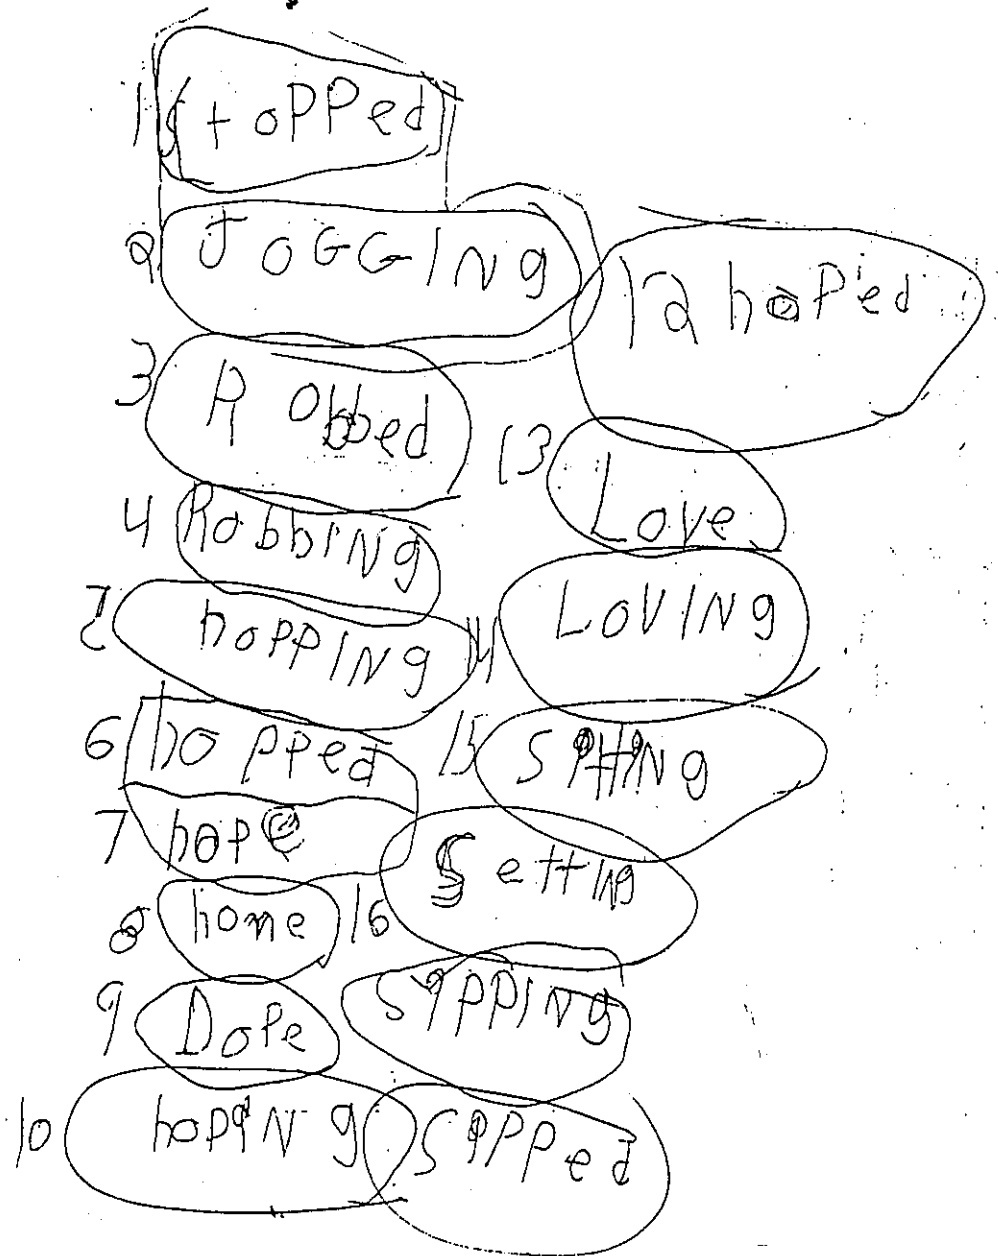 1 stopped
2 JOGGING
3 Robbed
4 RobbINg
hoppINg
6 hopped
7 hope
8 home
9 Dope
10 hopiNg
12 hoped
13 Love
14 LOVINg
15 SittiNg
16 SettINg
SippINg
Sipped